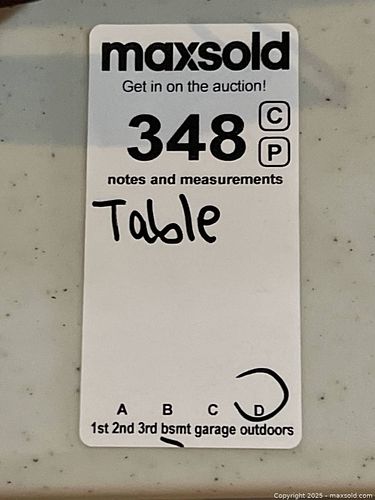 maxsold
Get in on the auction!
348 C
P
notes and measurements
Table
A B C D
1st 2nd 3rd bsmt garage outdoors
Copyright 2025 - maxsold.com